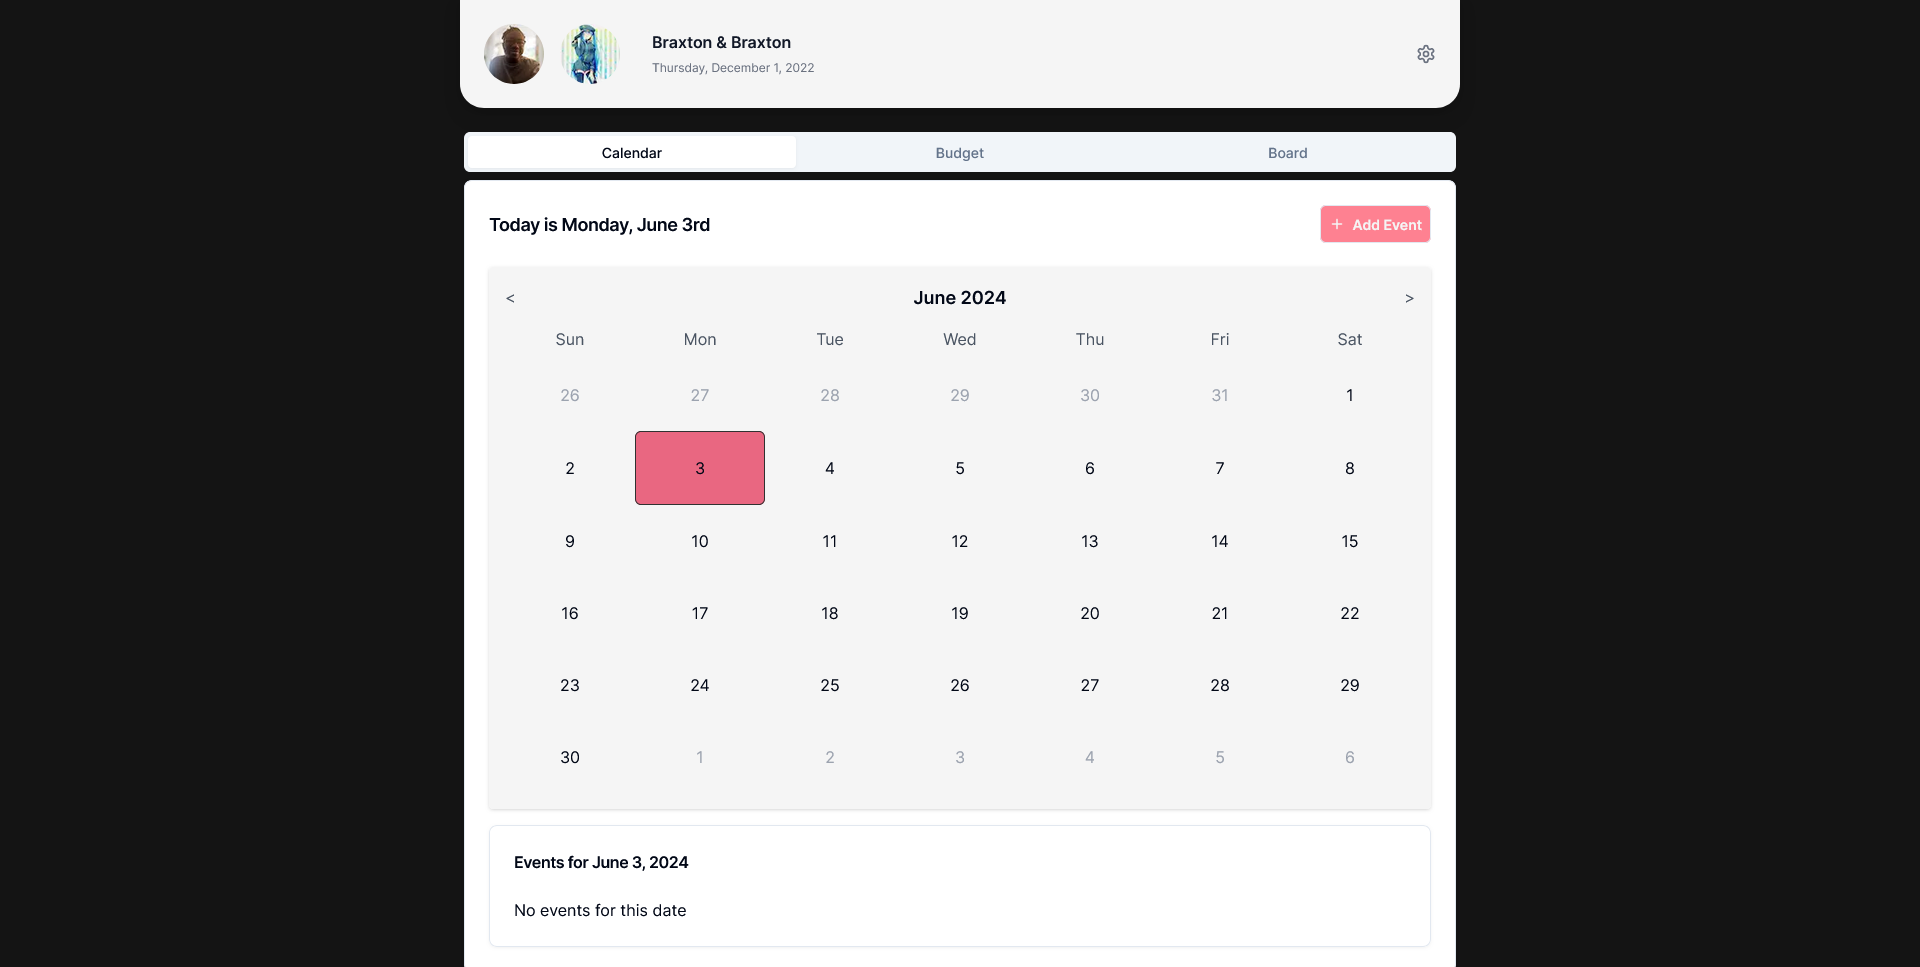 Braxton & Braxton
Thursday, December 1, 2022
Calendar Budget Board
Today is Monday, June 3rd
+ Add Event
< June 2024 >
Sun Mon Tue Wed Thu Fri Sat
26 27 28 29 30 31 1
2 3 4 5 6 7 8
9 10 11 12 13 14 15
16 17 18 19 20 21 22
23 24 25 26 27 28 29
30 1 2 3 4 5 6
Events for June 3, 2024
No events for this date